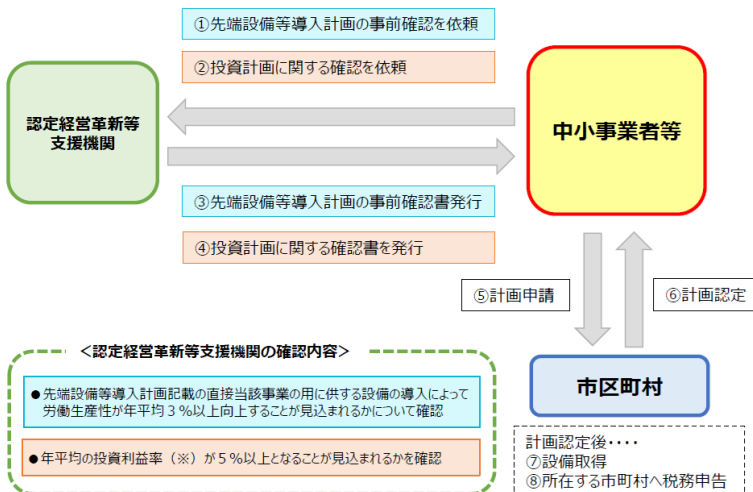 ①先端設備等導入計画の事前確認を依頼
②投資計画に関する確認を依頼
認定経営革新等
支援機関
中小事業者等
③先端設備等導入計画の事前確認書発行
④投資計画に関する確認書を発行
⑤計画申請
⑥計画認定
＜認定経営革新等支援機関の確認内容＞
●先端設備等導入計画記載の直接当該事業の用に供する設備の導入によって
労働生産性が年平均３％以上向上することが見込まれるかについて確認
●年平均の投資利益率（※）が５％以上となることが見込まれるかを確認
市区町村
計画認定後・・・・
⑦設備取得
⑧所在する市町村へ税務申告